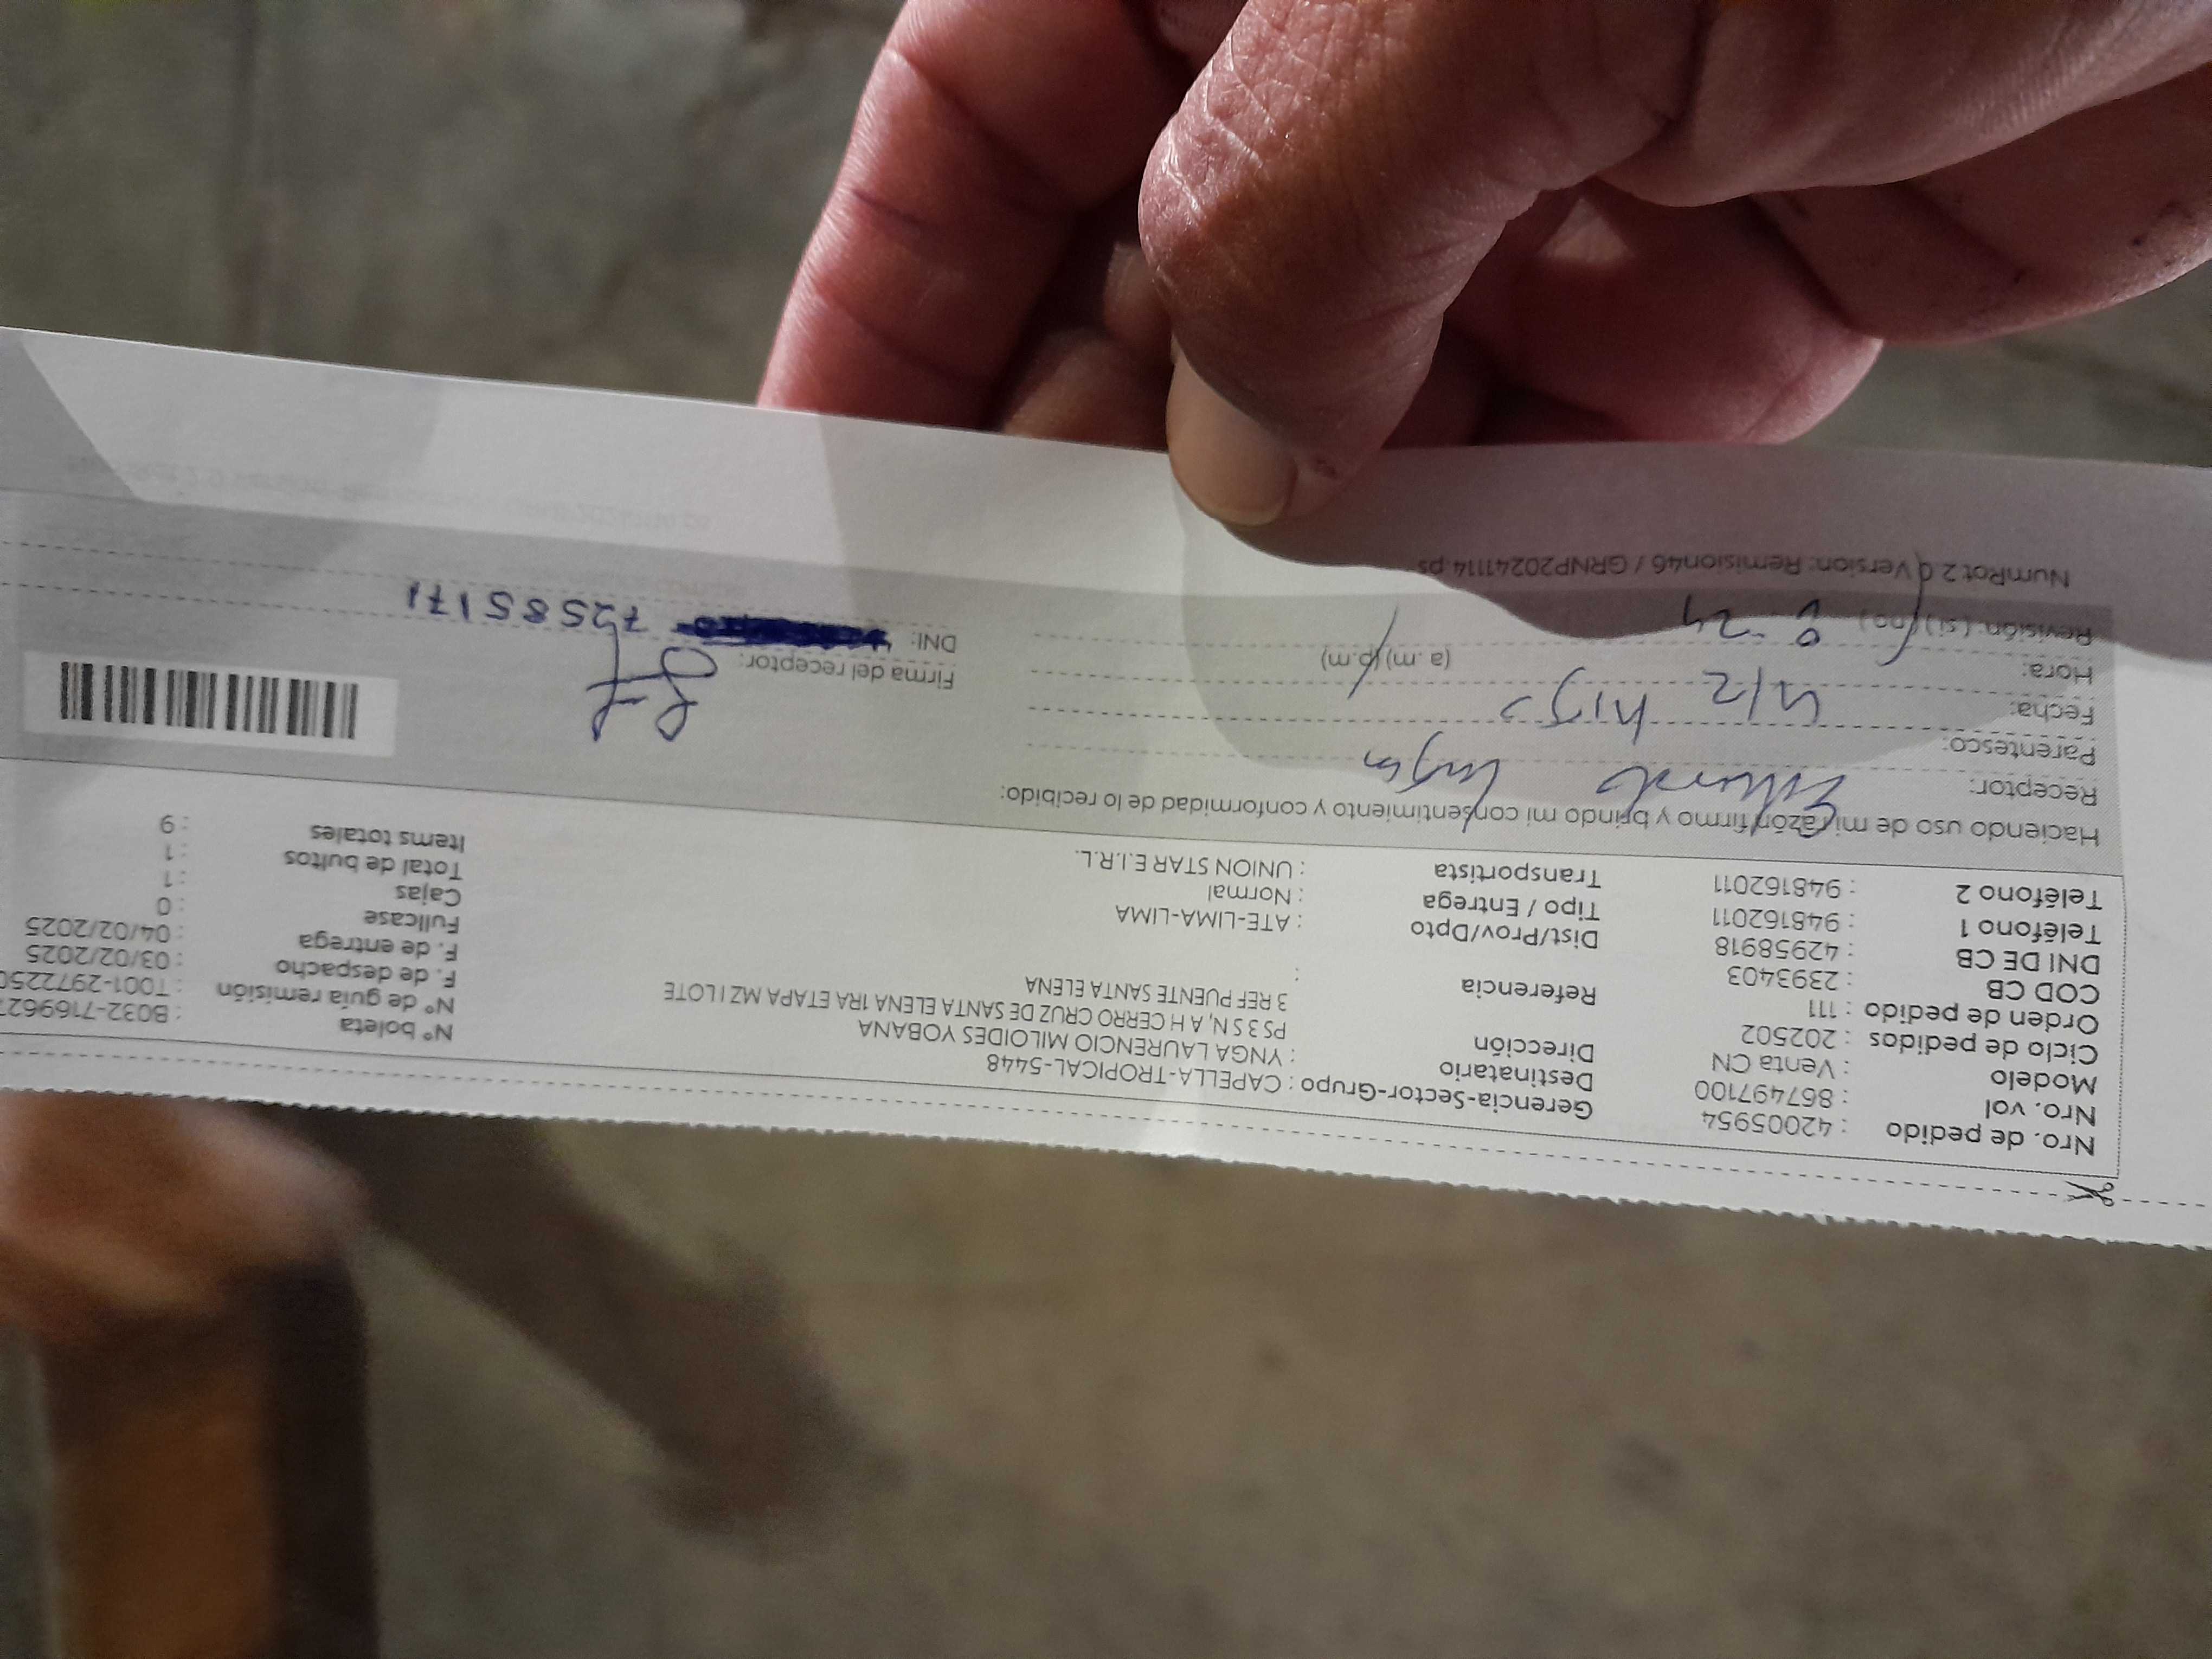 Nro. de pedido : 42005954
Nro. vol : 867497100
Modelo : Venta CN
Ciclo de pedidos : 202502
Orden de pedido : 111
COD CB : 2393403
DNI DE CB : 42958918
Teléfono 1 : 948162011
Teléfono 2 : 948162011
Gerencia-Sector-Grupo : CAPELLA-TROPICAL-5448
Destinatario : YNGA LAURENCIO MILOIDES YOBANA
Dirección PS 3 S N, A H CERRO CRUZ DE SANTA ELENA 1RA ETAPA MZ I LOTE
3 REF PUENTE SANTA ELENA
Referencia :
Dist/Prov/Dpto : ATE-LIMA-LIMA
Tipo / Entrega : Normal
Transportista : UNION STAR E.I.R.L.
Nº boleta : B032-716962
Nº de guía remisión : T001-2972250
F. de despacho : 03/02/2025
F. de entrega : 04/02/2025
Fullcase : 0
Cajas : 1
Total de bultos : 1
Items totales : 9
Haciendo uso de mi razón firmo y brindo mi consentimiento y conformidad de lo recibido:
Receptor:
Parentesco: hijo
Fecha: 4/2
Hora: (a.m) (p.m)
Revisión: (si) (no)
Firma del receptor:
DNI: 72585171
NumRot 2.0 Version: Remision46 / GRNP20241114.ps